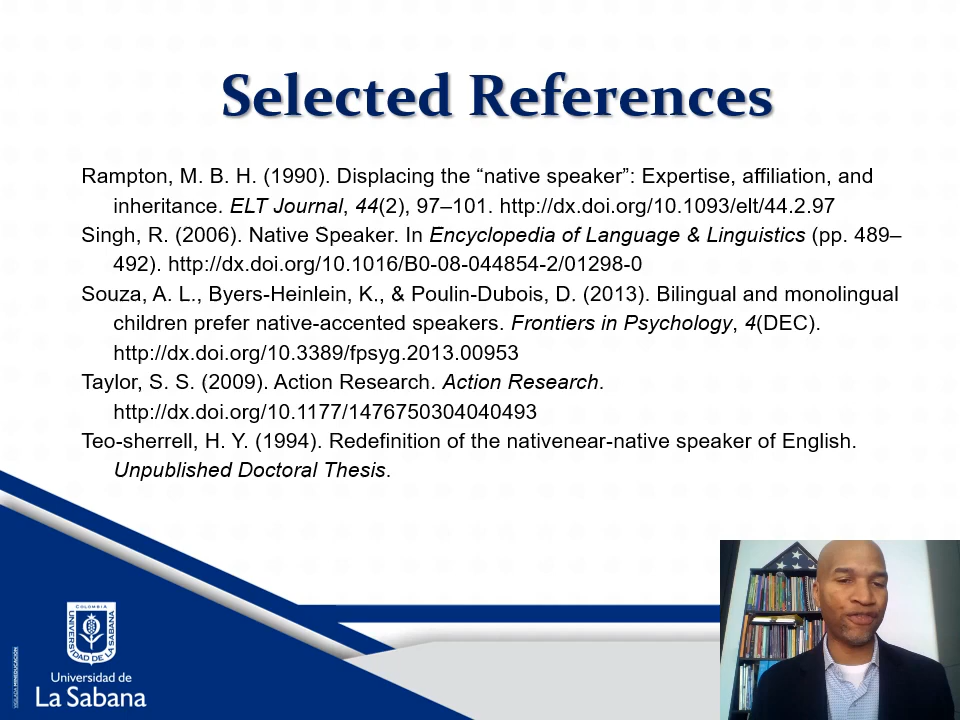 Selected References
Rampton, M. B. H. (1990). Displacing the “native speaker”: Expertise, affiliation, and
inheritance. ELT Journal, 44(2), 97–101. http://dx.doi.org/10.1093/elt/44.2.97
Singh, R. (2006). Native Speaker. In Encyclopedia of Language & Linguistics (pp. 489–
492). http://dx.doi.org/10.1016/B0-08-044854-2/01298-0
Souza, A. L., Byers-Heinlein, K., & Poulin-Dubois, D. (2013). Bilingual and monolingual
children prefer native-accented speakers. Frontiers in Psychology, 4(DEC).
http://dx.doi.org/10.3389/fpsyg.2013.00953
Taylor, S. S. (2009). Action Research. Action Research.
http://dx.doi.org/10.1177/1476750304040493
Teo-sherrell, H. Y. (1994). Redefinition of the nativenear-native speaker of English.
Unpublished Doctoral Thesis.
COLOMBIA
UNIVERSIDAD DE LA SABANA
Universidad de
La Sabana
VIGILADA MINEDUCACIÓN